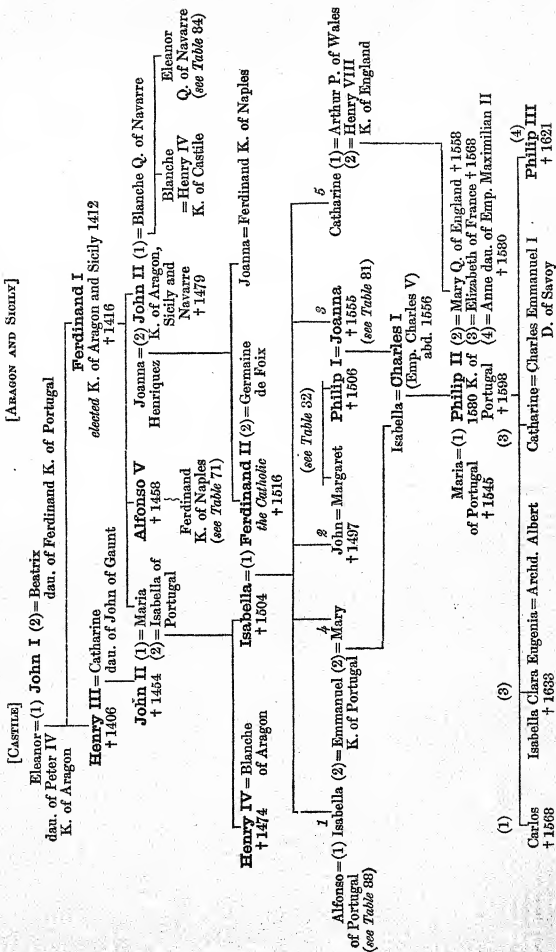 [CASTILE] [ARAGON AND SICILY]
Eleanor=(1) John I (2)=Beatrix
dau. of Peter IV dau. of Ferdinand K. of Portugal
K. of Aragon
Henry III=Catharine
†1406 dau. of John of Gaunt
Ferdinand I
elected K. of Aragon and Sicily 1412
†1416
John II (1)=Maria
†1454 (2)=Isabella of
Portugal
Alfonso V
†1458
Ferdinand
K. of Naples
(see Table 71)
Joanna=(2) John II (1)=Blanche Q. of Navarre
Henriquez K. of Aragon,
Sicily and
Navarre
†1479
Blanche
=Henry IV
K. of Castile
Eleanor
Q. of Navarre
(see Table 84)
Henry IV=Blanche
†1474 of Aragon
Isabella=(1) Ferdinand II (2)=Germaine
†1504 the Catholic de Foix
†1516
Joanna=Ferdinand K. of Naples
1 4 2 (see Table 32) 3 5
Alfonso=(1) Isabella (2)=Emmanuel (2)=Mary
of Portugal K. of Portugal
(see Table 88)
John=Margaret
†1497
Philip I=Joanna
†1506 †1555
(see Table 81)
Catharine (1)=Arthur P. of Wales
(2)=Henry VIII
K. of England
Isabella=Charles I
(Emp. Charles V)
abd. 1556
Maria=(1) Philip II (2)=Mary Q. of England †1558
of Portugal 1580 K. of (3)=Elizabeth of France †1568
†1545 Portugal (4)=Anne dau. of Emp. Maximilian II
†1598 †1580
(1) (3) (3) (4)
Carlos Isabella Clara Eugenia=Archd. Albert Catharine=Charles Emmanuel I Philip III
†1568 †1633 D. of Savoy †1621